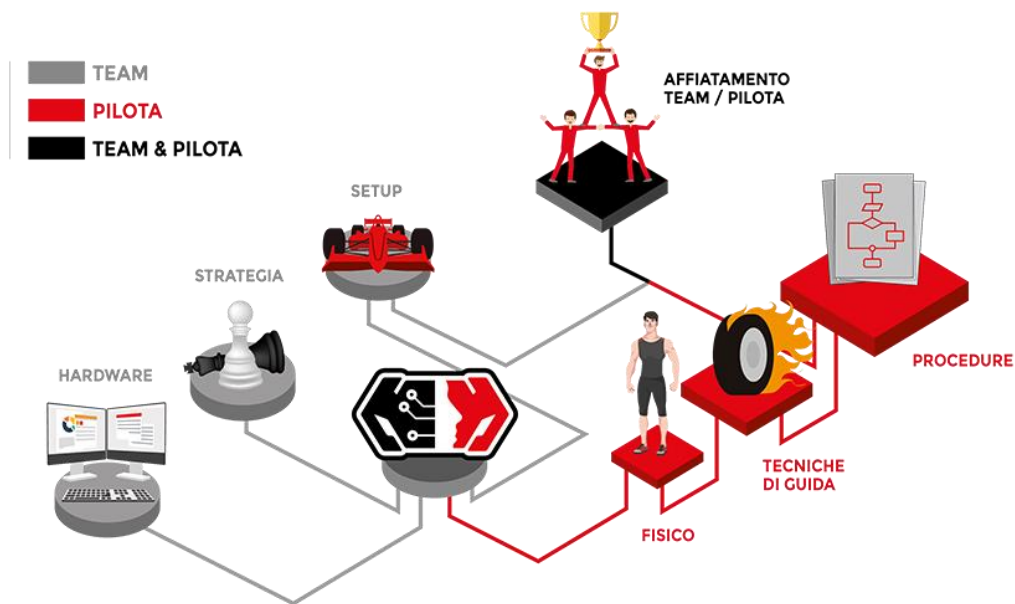 TEAM
PILOTA
TEAM & PILOTA
AFFIATAMENTO
TEAM / PILOTA
SETUP
STRATEGIA
HARDWARE
PROCEDURE
TECNICHE
DI GUIDA
FISICO